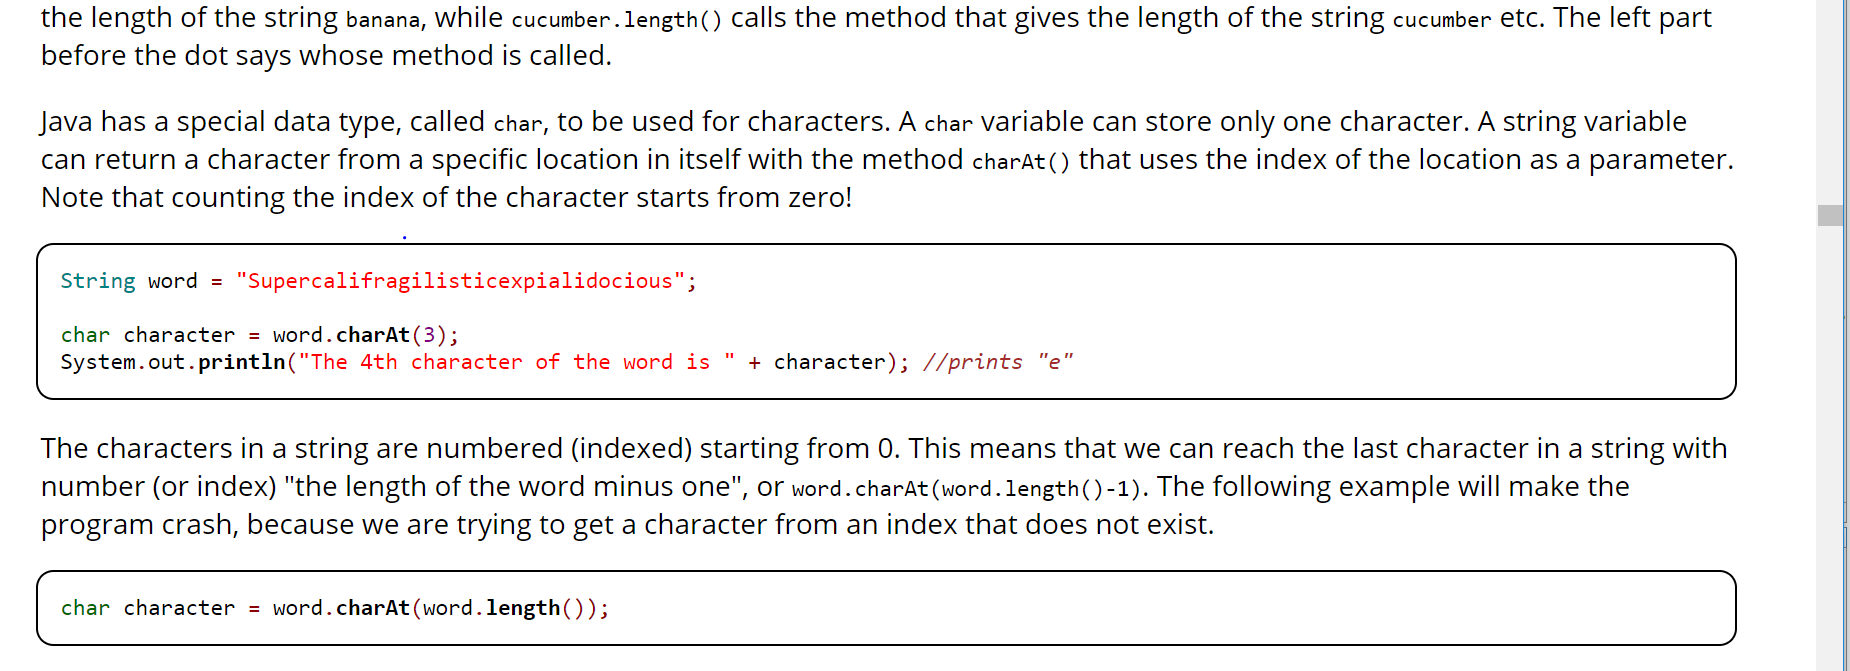 the length of the string banana, while cucumber.length() calls the method that gives the length of the string cucumber etc. The left part
before the dot says whose method is called.
Java has a special data type, called char, to be used for characters. A char variable can store only one character. A string variable
can return a character from a specific location in itself with the method charAt() that uses the index of the location as a parameter.
Note that counting the index of the character starts from zero!
String word = "Supercalifragilisticexpialidocious";
char character = word.charAt(3);
System.out.println("The 4th character of the word is " + character); //prints "e"
The characters in a string are numbered (indexed) starting from 0. This means that we can reach the last character in a string with
number (or index) "the length of the word minus one", or word.charAt(word.length()-1). The following example will make the
program crash, because we are trying to get a character from an index that does not exist.
char character = word.charAt(word.length());